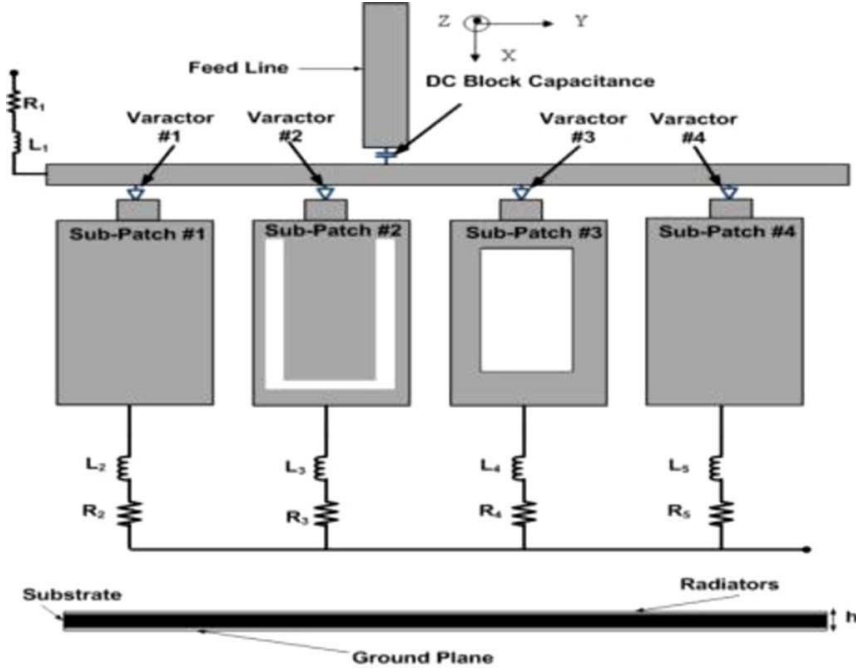 Z Y
X
Feed Line
DC Block Capacitance
R1
L1
Varactor #1
Varactor #2
Varactor #3
Varactor #4
Sub-Patch #1
Sub-Patch #2
Sub-Patch #3
Sub-Patch #4
L2
L3
L4
L5
R2
R3
R4
R5
Substrate
Radiators
h
Ground Plane